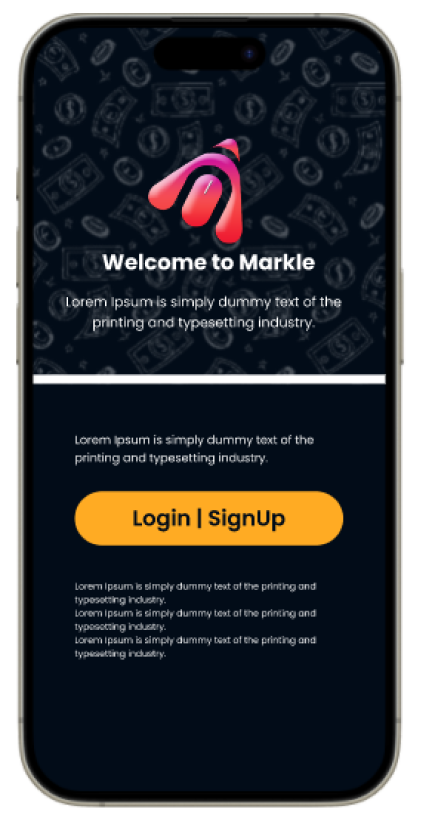 Welcome to Markle
Lorem Ipsum is simply dummy text of the
printing and typesetting industry.
Lorem Ipsum is simply dummy text of the
printing and typesetting industry.
Login | SignUp
Lorem Ipsum is simply dummy text of the printing and
typesetting industry.
Lorem Ipsum is simply dummy text of the printing and
typesetting industry.
Lorem Ipsum is simply dummy text of the printing and
typesetting industry.